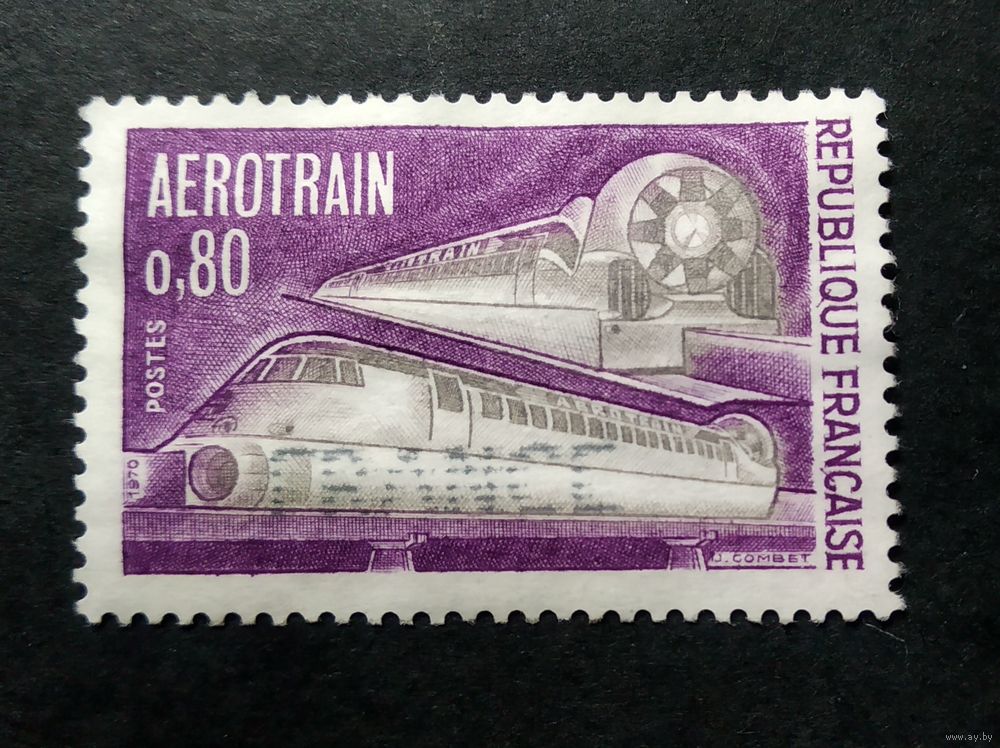 AEROTRAIN
0,80
POSTES
REPUBLIQUE FRANÇAISE
1970
J. COMBET
www.ay.by